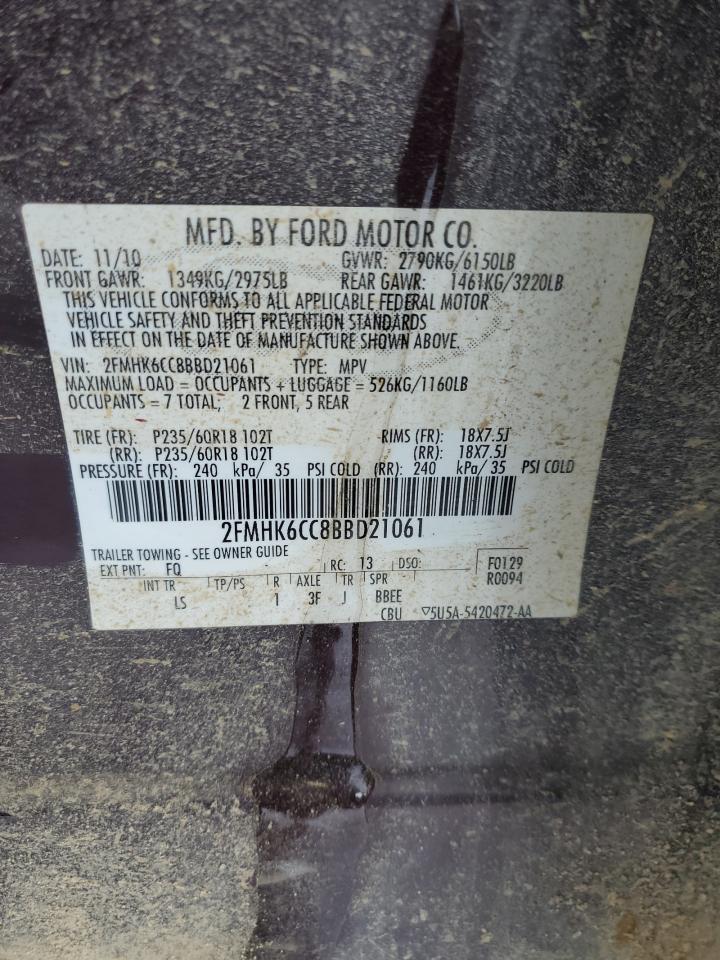 MFD. BY FORD MOTOR CO.
DATE: 11/10 GVWR: 2790KG/6150LB
FRONT GAWR: 1349KG/2975LB REAR GAWR: 1461KG/3220LB
THIS VEHICLE CONFORMS TO ALL APPLICABLE FEDERAL MOTOR
VEHICLE SAFETY AND THEFT PREVENTION STANDARDS
IN EFFECT ON THE DATE OF MANUFACTURE SHOWN ABOVE.
VIN: 2FMHK6CC8BBD21061 TYPE: MPV
MAXIMUM LOAD = OCCUPANTS + LUGGAGE = 526KG/1160LB
OCCUPANTS = 7 TOTAL; 2 FRONT, 5 REAR
TIRE (FR): P235/60R18 102T RIMS (FR): 18X7.5J
(RR): P235/60R18 102T (RR): 18X7.5J
PRESSURE (FR): 240 kPa/ 35 PSI COLD (RR): 240 kPa/ 35 PSI COLD
2FMHK6CC8BBD21061
TRAILER TOWING - SEE OWNER GUIDE
EXT PNT: FQ RC: 13 DSO: F0129
R0094
INT TR TP/PS R AXLE TR SPR
LS 1 3F J BBEE
CBU ▽5U5A-5420472-AA